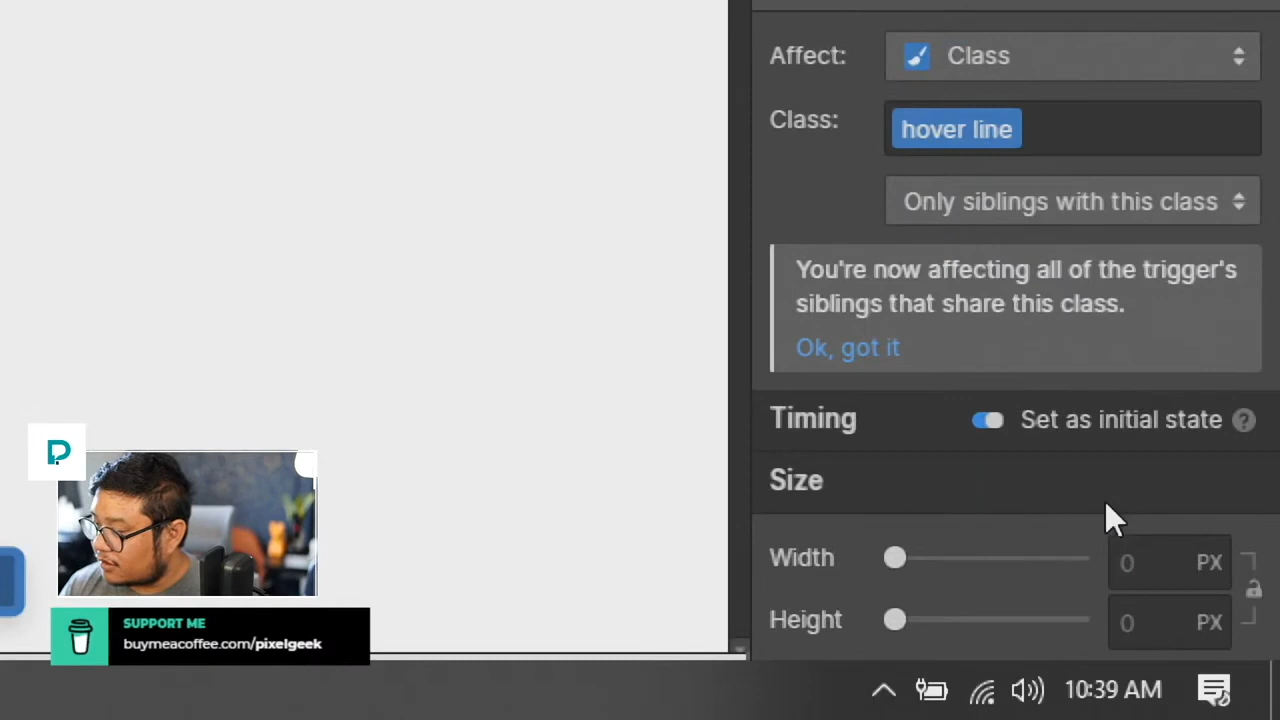 Affect:
Class
Class:
hover line
Only siblings with this class
You're now affecting all of the trigger's
siblings that share this class.
Ok, got it
Timing
Set as initial state
?
Size
Width
0
PX
Height
0
PX
SUPPORT ME
buymeacoffee.com/pixelgeek
10:39 AM